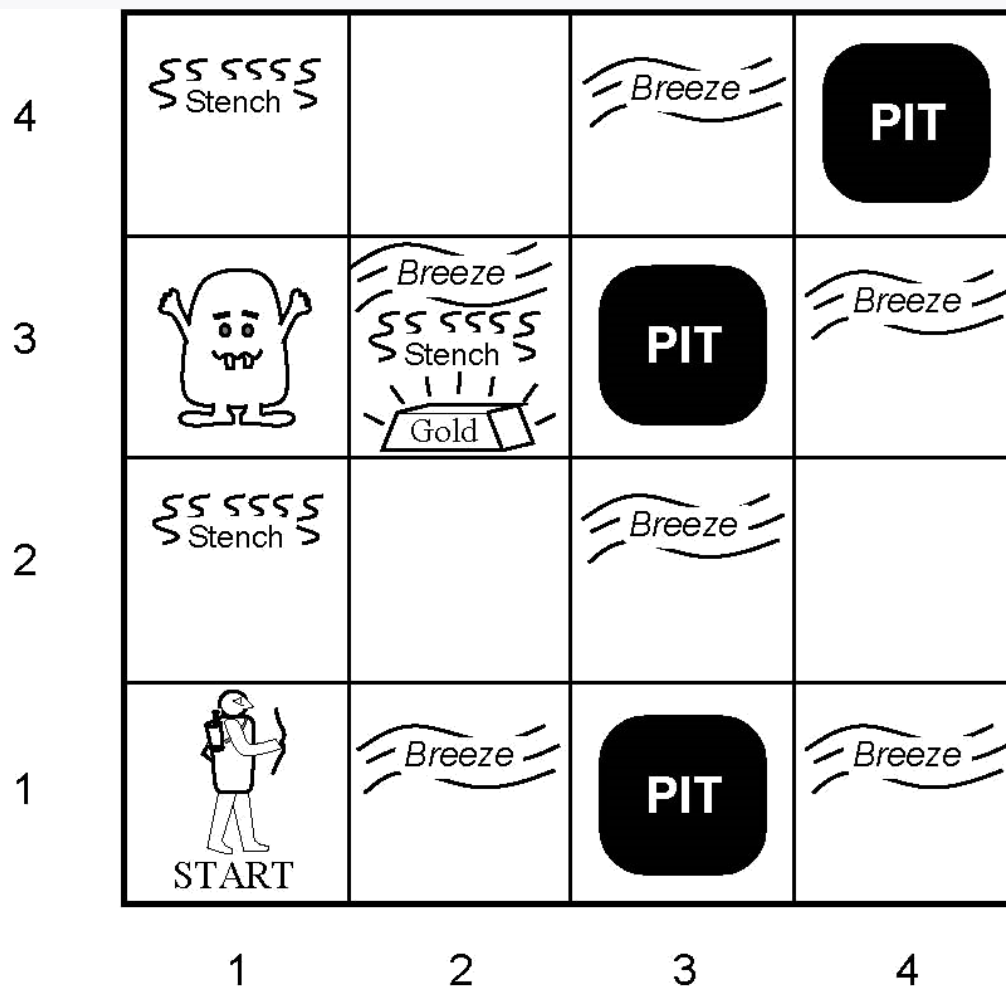 4
Stench
Breeze
PIT
3
Breeze
Stench
Gold
PIT
Breeze
2
Stench
Breeze
1
START
Breeze
PIT
Breeze
1 2 3 4